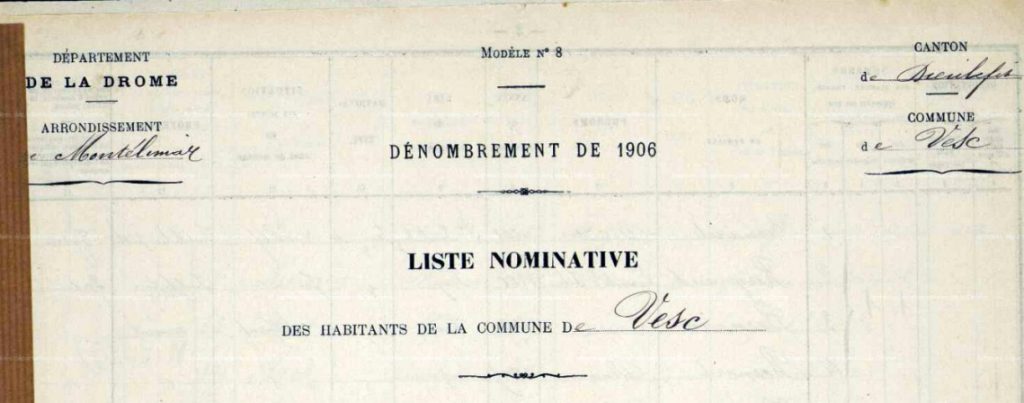 DÉPARTEMENT
DE LA DROME
ARRONDISSEMENT
de Montélimar
MODÈLE Nº 8
DÉNOMBREMENT DE 1906
CANTON
de Dieulefit
COMMUNE
de Vesc
LISTE NOMINATIVE
DES HABITANTS DE LA COMMUNE De Vesc